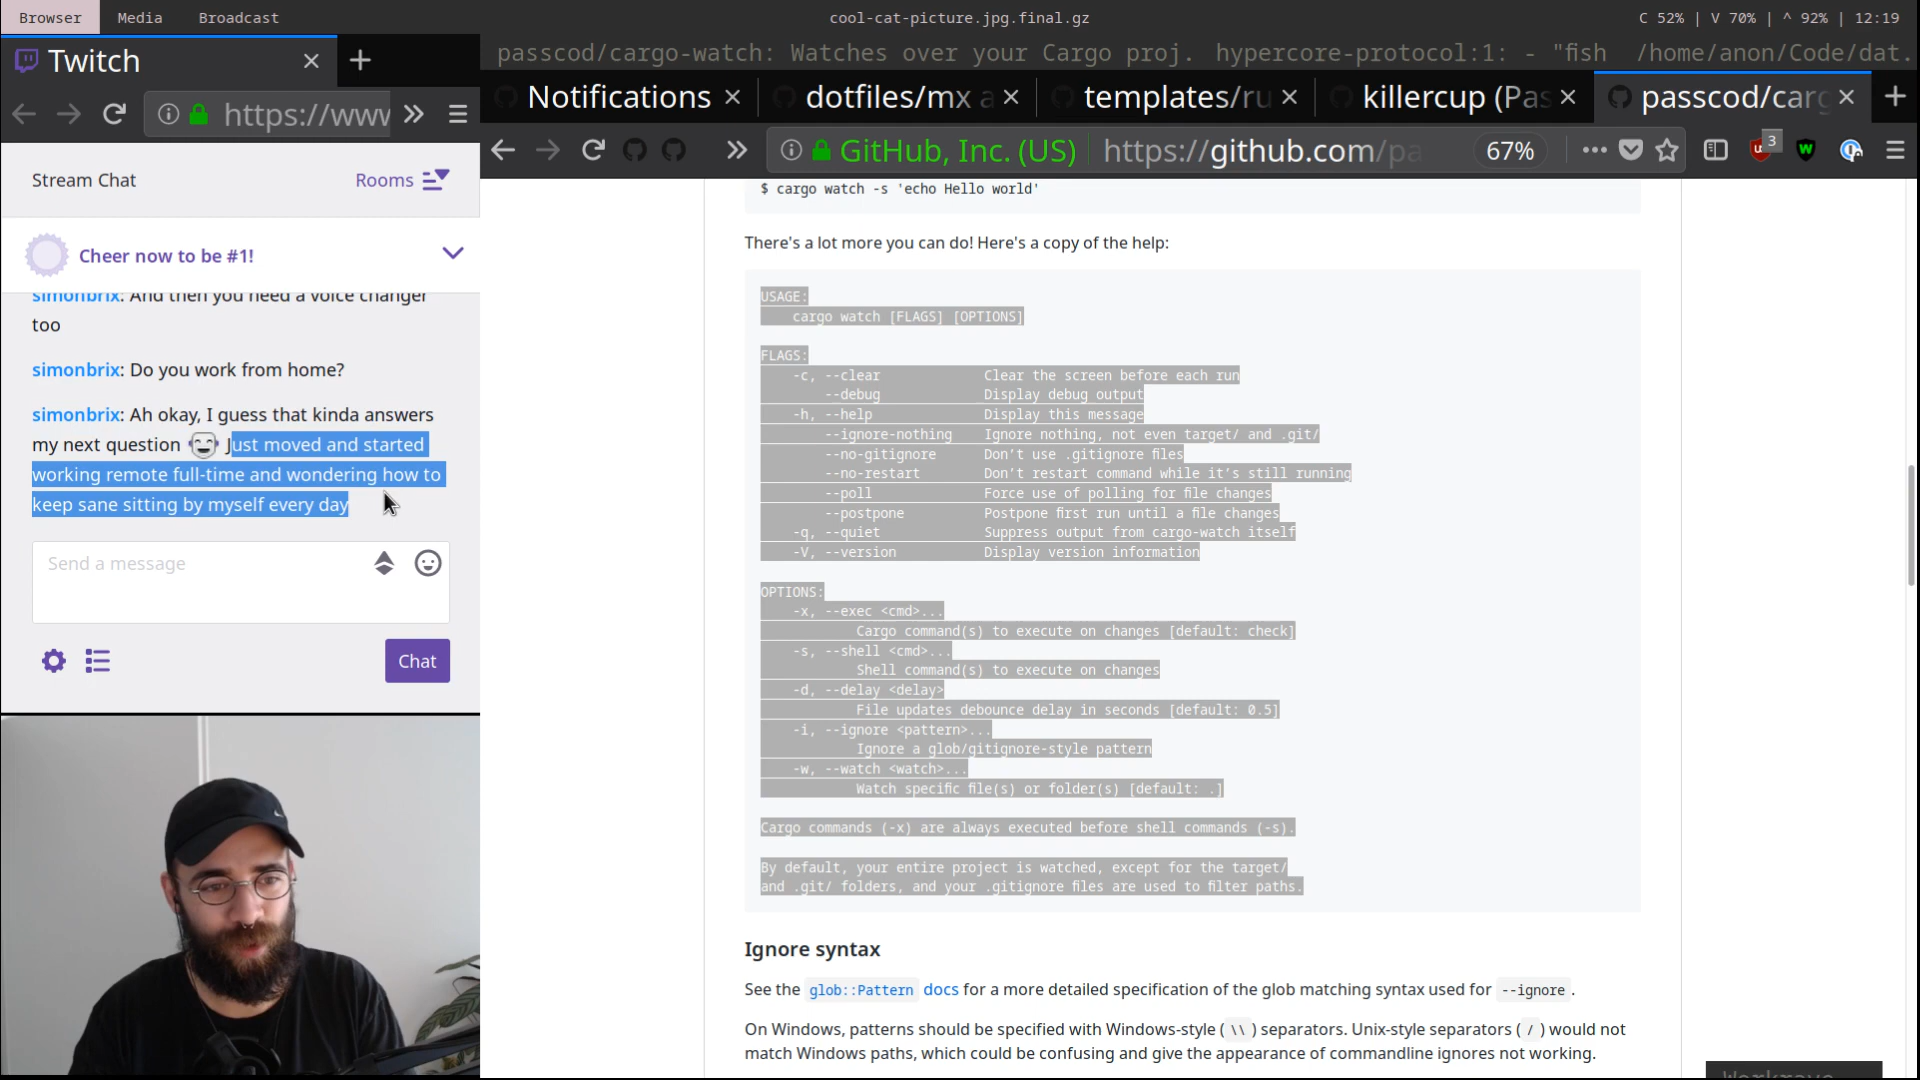 Browser Media Broadcast
cool-cat-picture.jpg.final.gz
C 52% | V 70% | ^ 92% | 12:19
Twitch
passcod/cargo-watch: Watches over your Cargo proj. hypercore-protocol:1: - "fish /home/anon/Code/dat.
Notifications
dotfiles/mx a
templates/ru
killercup (Pas
passcod/carg
https://www
GitHub, Inc. (US)
https://github.com/pa
67%
3
Stream Chat
Rooms
Cheer now to be #1!
simonbrix: And then you need a voice changer
too
simonbrix: Do you work from home?
simonbrix: Ah okay, I guess that kinda answers
my next question Just moved and started
working remote full-time and wondering how to
keep sane sitting by myself every day
Send a message
Chat
$ cargo watch -s 'echo Hello world'
There's a lot more you can do! Here's a copy of the help:
USAGE:
cargo watch [FLAGS] [OPTIONS]
FLAGS:
-c, --clear Clear the screen before each run
--debug Display debug output
-h, --help Display this message
--ignore-nothing Ignore nothing, not even target/ and .git/
--no-gitignore Don't use .gitignore files
--no-restart Don't restart command while it's still running
--poll Force use of polling for file changes
--postpone Postpone first run until a file changes
-q, --quiet Suppress output from cargo-watch itself
-V, --version Display version information
OPTIONS:
-x, --exec <cmd>...
Cargo command(s) to execute on changes [default: check]
-s, --shell <cmd>...
Shell command(s) to execute on changes
-d, --delay <delay>
File updates debounce delay in seconds [default: 0.5]
-i, --ignore <pattern>...
Ignore a glob/gitignore-style pattern
-w, --watch <watch>...
Watch specific file(s) or folder(s) [default: .]
Cargo commands (-x) are always executed before shell commands (-s).
By default, your entire project is watched, except for the target/
and .git/ folders, and your .gitignore files are used to filter paths.
Ignore syntax
See the glob::Pattern docs for a more detailed specification of the glob matching syntax used for --ignore .
On Windows, patterns should be specified with Windows-style ( \\ ) separators. Unix-style separators ( / ) would not
match Windows paths, which could be confusing and give the appearance of commandline ignores not working.